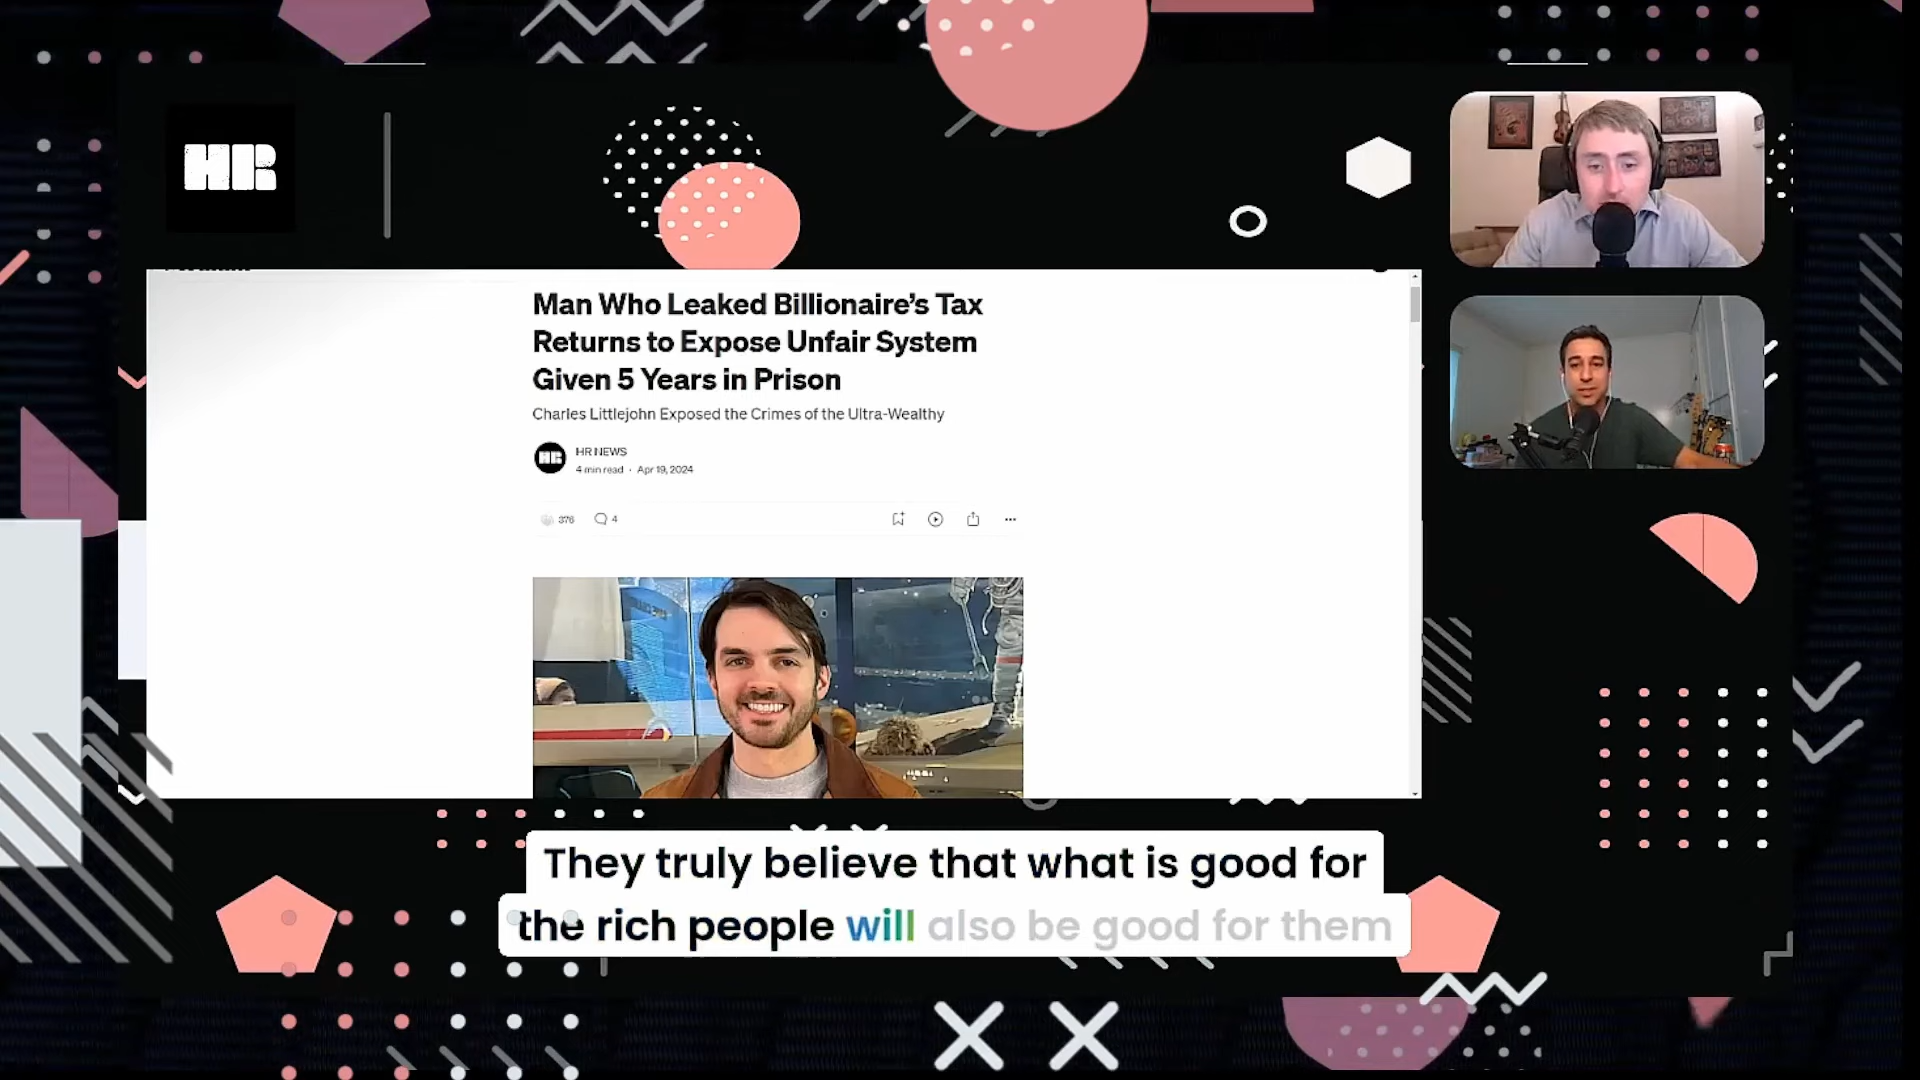 HR
Man Who Leaked Billionaire’s Tax
Returns to Expose Unfair System
Given 5 Years in Prison
Charles Littlejohn Exposed the Crimes of the Ultra-Wealthy
HR
HR NEWS
4 min read · Apr 19, 2024
376 4
They truly believe that what is good for
the rich people will also be good for them